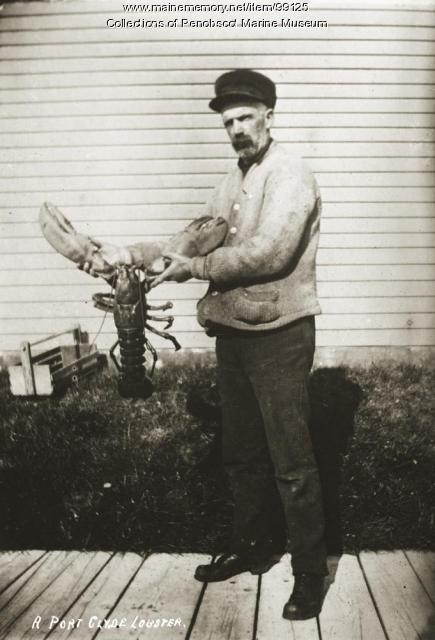 www.mainememory.net/item/99125
Collections of Penobscot Marine Museum
A PORT CLYDE LOBSTER.